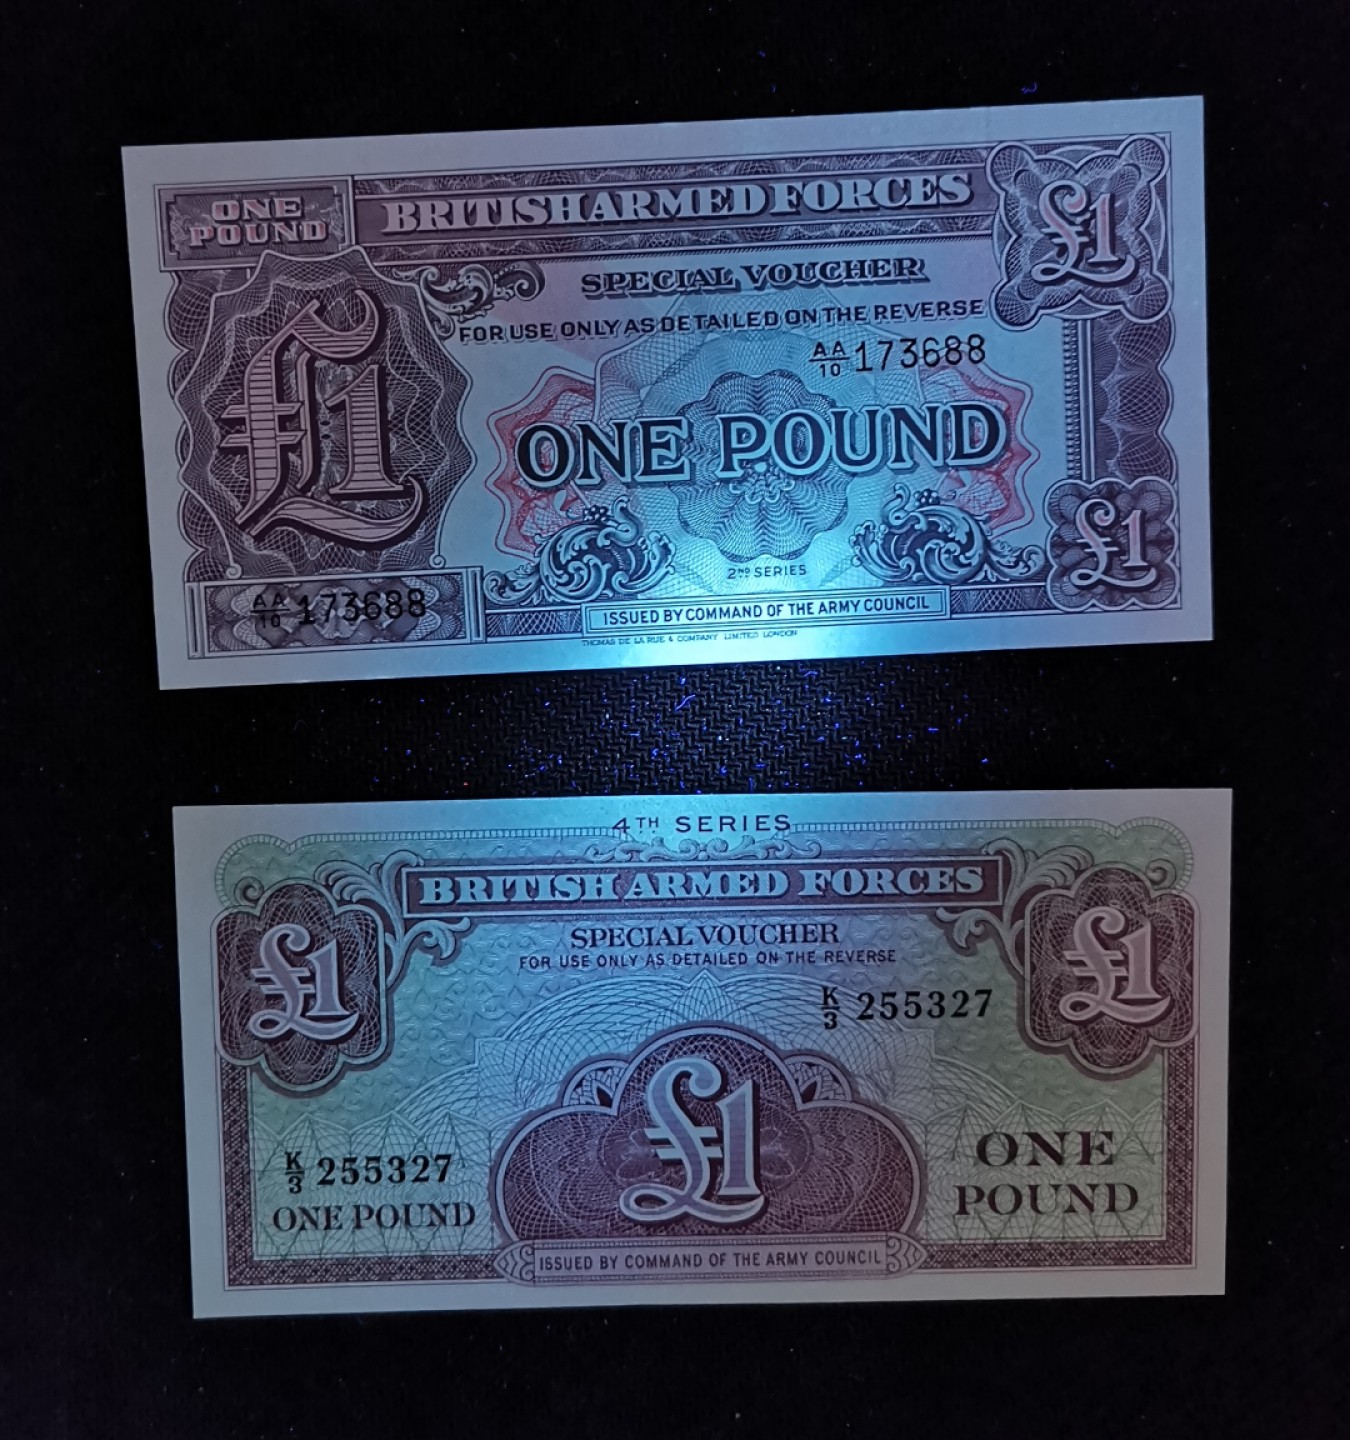 ONE
POUND
BRITISH ARMED FORCES
£1
SPECIAL VOUCHER
FOR USE ONLY AS DETAILED ON THE REVERSE
AA/10 173688
£1
ONE POUND
£1
2ND SERIES
AA/10 173688
ISSUED BY COMMAND OF THE ARMY COUNCIL
THOMAS DE LA RUE & COMPANY LIMITED LONDON
4TH SERIES
BRITISH ARMED FORCES
£1
SPECIAL VOUCHER
£1
FOR USE ONLY AS DETAILED ON THE REVERSE
K/3 255327
£1
K/3 255327
ONE POUND
ONE
POUND
ISSUED BY COMMAND OF THE ARMY COUNCIL